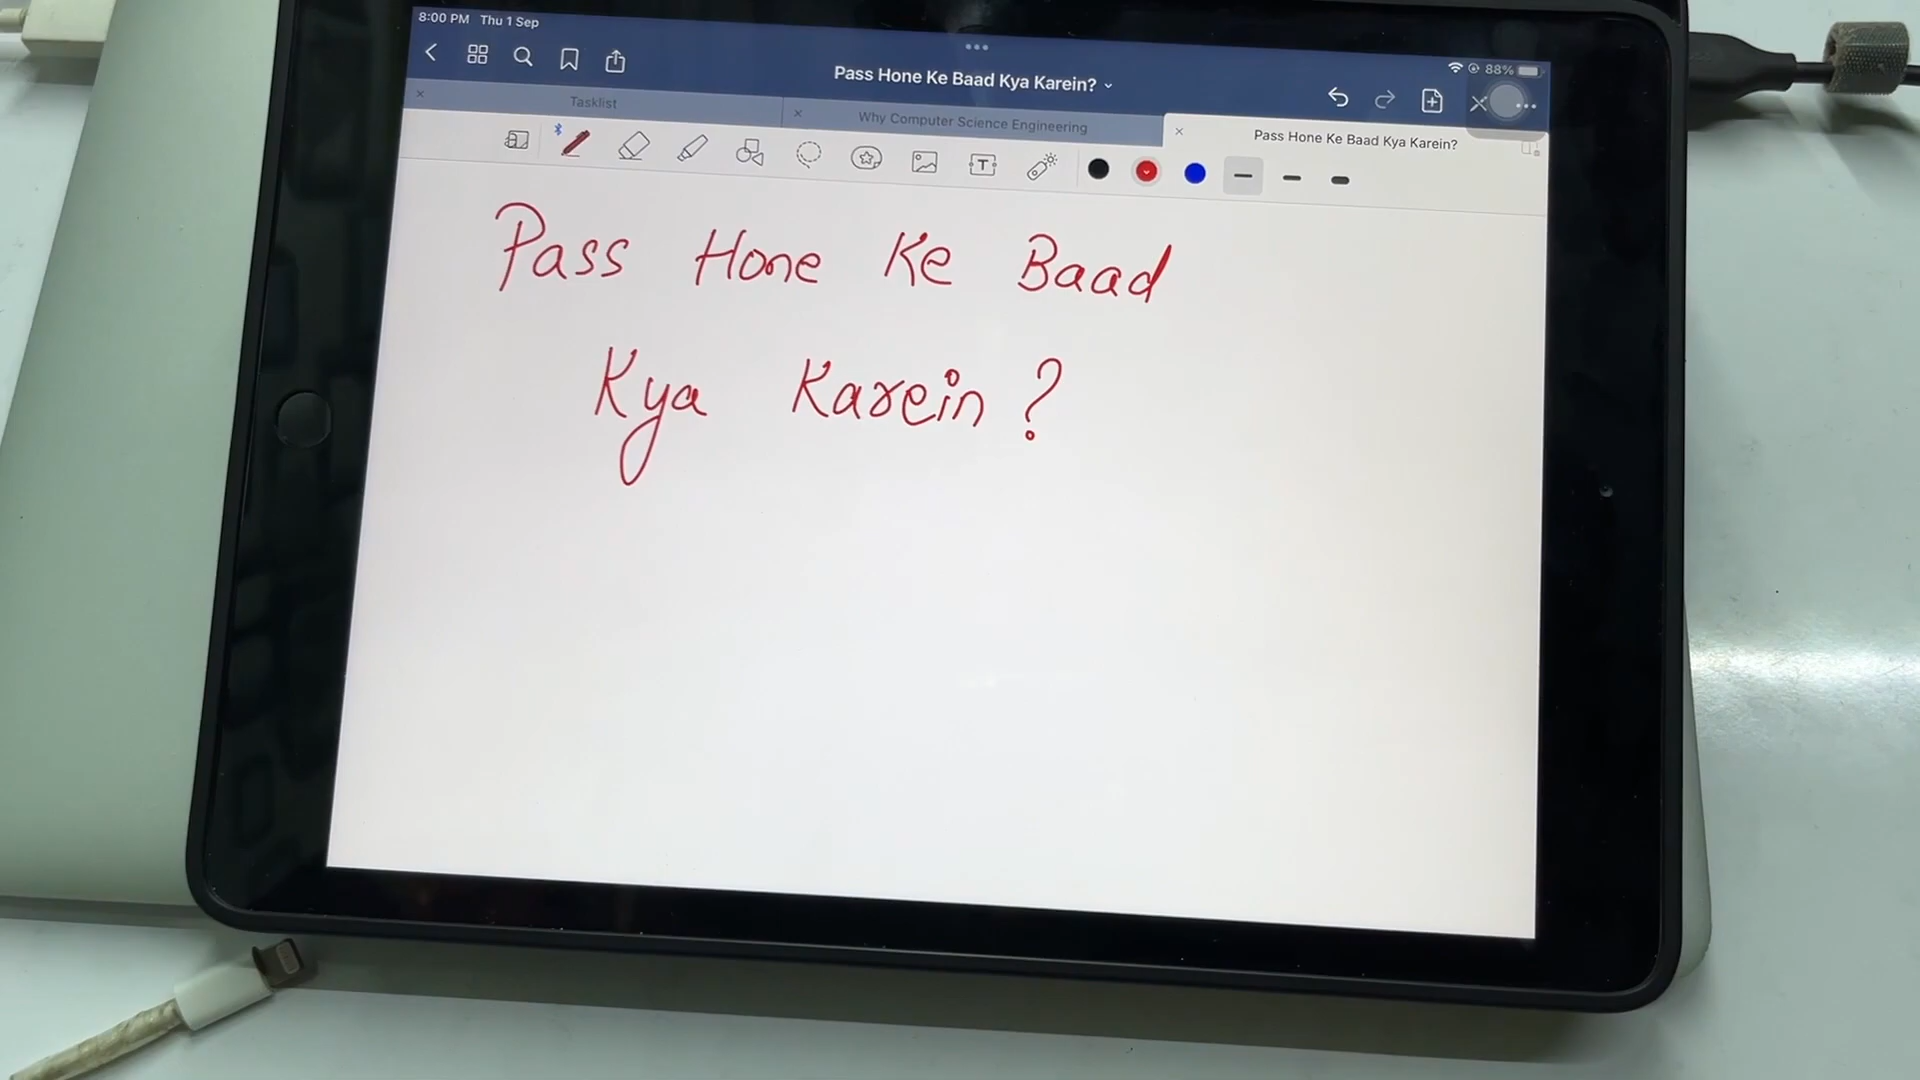 8:00 PM Thu 1 Sep
88%
Pass Hone Ke Baad Kya Karein?
Tasklist
Why Computer Science Engineering
Pass Hone Ke Baad Kya Karein?
T
Pass Hone Ke Baad
Kya Karein?